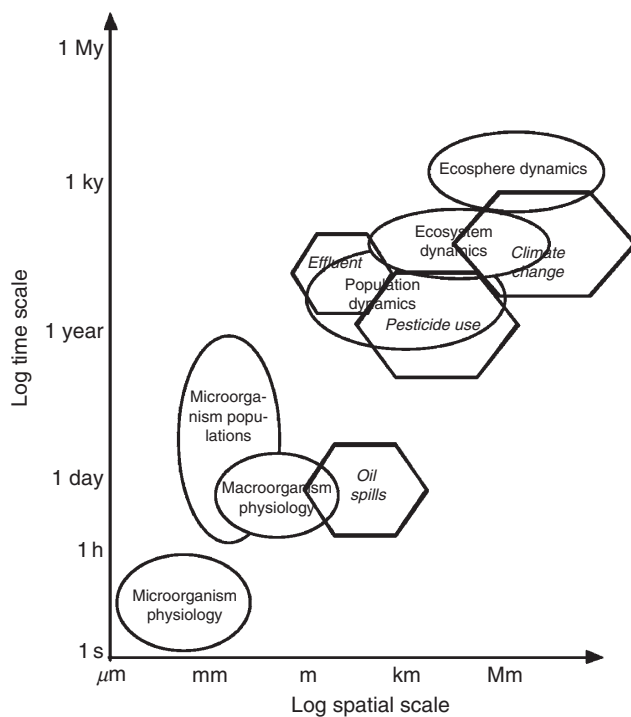 1 My
1 ky
1 year
1 day
1 h
1 s
Log time scale
Ecosphere dynamics
Ecosystem
dynamics
Climate
change
Effluent
Population
dynamics
Pesticide use
Microorga-
nism popu-
lations
Macroorganism
physiology
Oil
spills
Microorganism
physiology
μm
mm
m
km
Mm
Log spatial scale